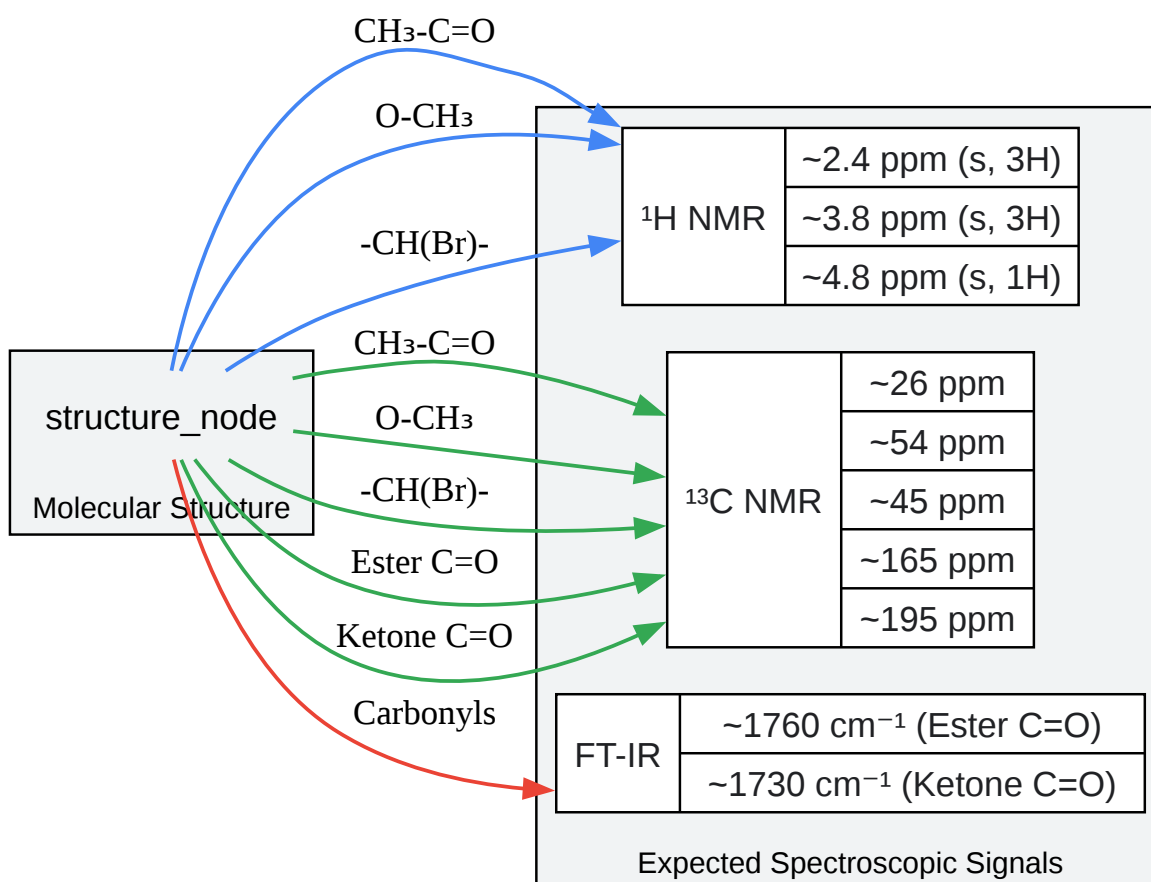 CH₃-C=O
O-CH₃
-CH(Br)-
CH₃-C=O
O-CH₃
-CH(Br)-
Ester C=O
Ketone C=O
Carbonyls
structure_node
Molecular Structure
¹H NMR
~2.4 ppm (s, 3H)
~3.8 ppm (s, 3H)
~4.8 ppm (s, 1H)
¹³C NMR
~26 ppm
~54 ppm
~45 ppm
~165 ppm
~195 ppm
FT-IR
~1760 cm⁻¹ (Ester C=O)
~1730 cm⁻¹ (Ketone C=O)
Expected Spectroscopic Signals